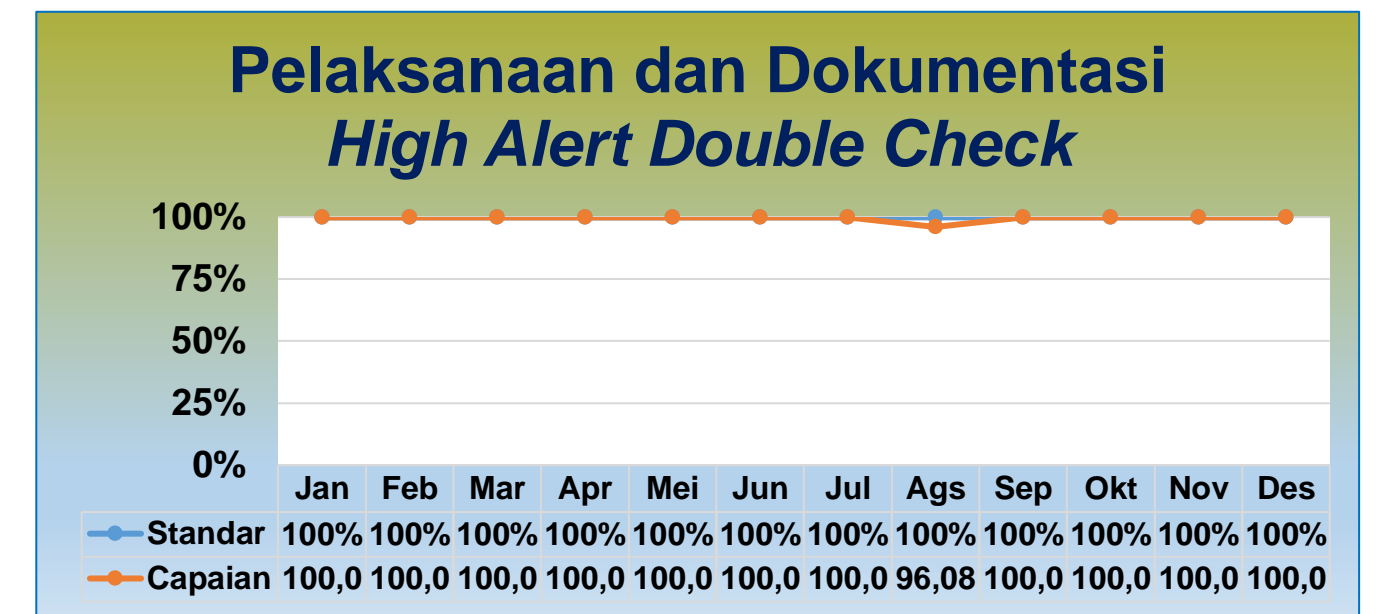 Pelaksanaan dan Dokumentasi
High Alert Double Check
100%
75%
50%
25%
0%
Jan Feb Mar Apr Mei Jun Jul Ags Sep Okt Nov Des
Standar 100% 100% 100% 100% 100% 100% 100% 100% 100% 100% 100% 100%
Capaian 100,0 100,0 100,0 100,0 100,0 100,0 100,0 96,08 100,0 100,0 100,0 100,0